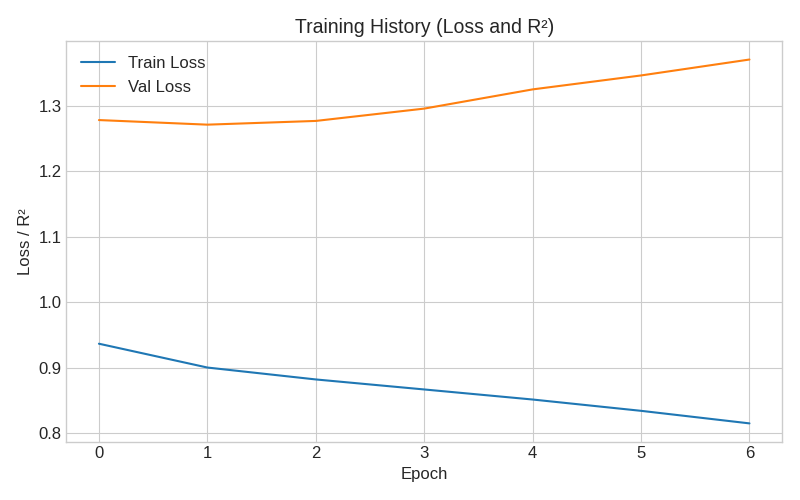 Training History (Loss and R²)
Train Loss
Val Loss
Loss / R²
1.3
1.2
1.1
1.0
0.9
0.8
0 1 2 3 4 5 6
Epoch